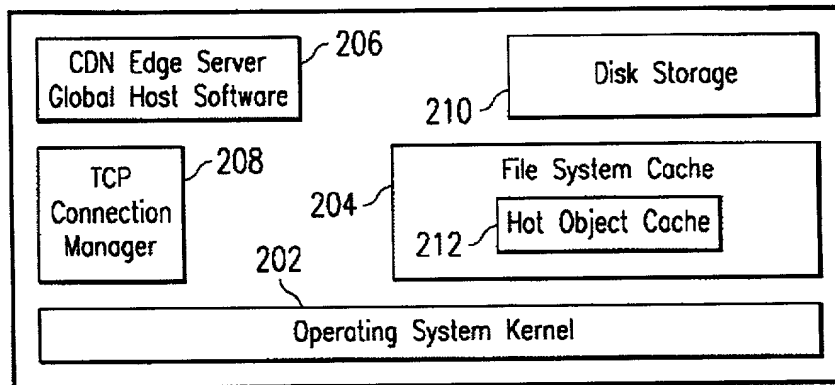 CDN Edge Server
Global Host Software
206
Disk Storage
210
TCP
Connection
Manager
208
File System Cache
204
Hot Object Cache
212
202
Operating System Kernel